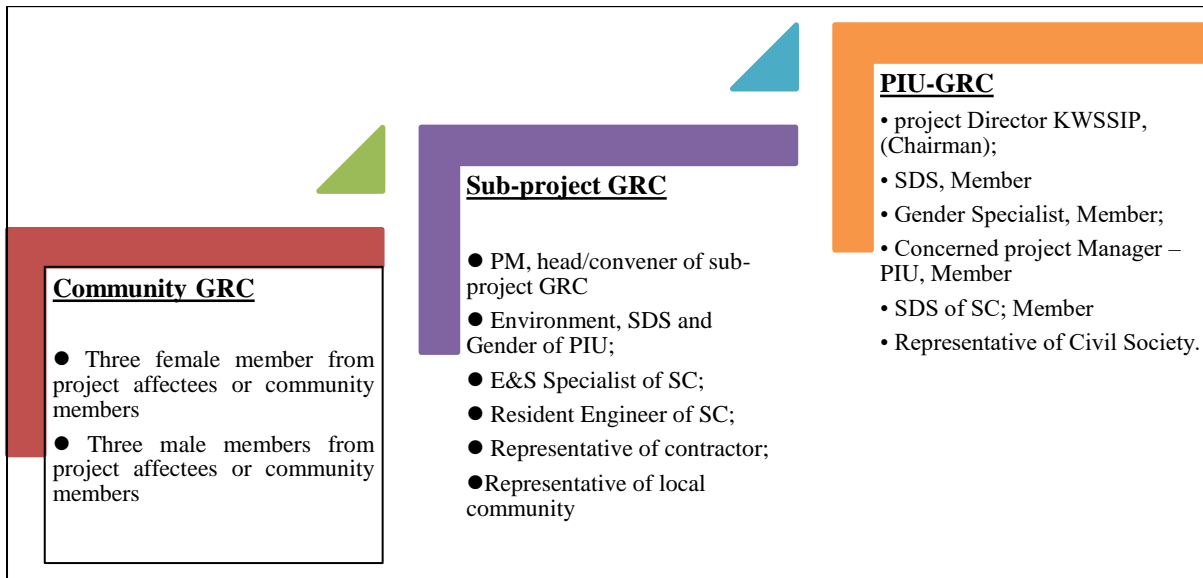 Community GRC
● Three female member from
project affectees or community
members
● Three male members from
project affectees or community
members
Sub-project GRC
● PM, head/convener of sub-
project GRC
● Environment, SDS and
Gender of PIU;
● E&S Specialist of SC;
● Resident Engineer of SC;
● Representative of contractor;
●Representative of local
community
PIU-GRC
• project Director KWSSIP,
(Chairman);
• SDS, Member
• Gender Specialist, Member;
• Concerned project Manager –
PIU, Member
• SDS of SC; Member
• Representative of Civil Society.